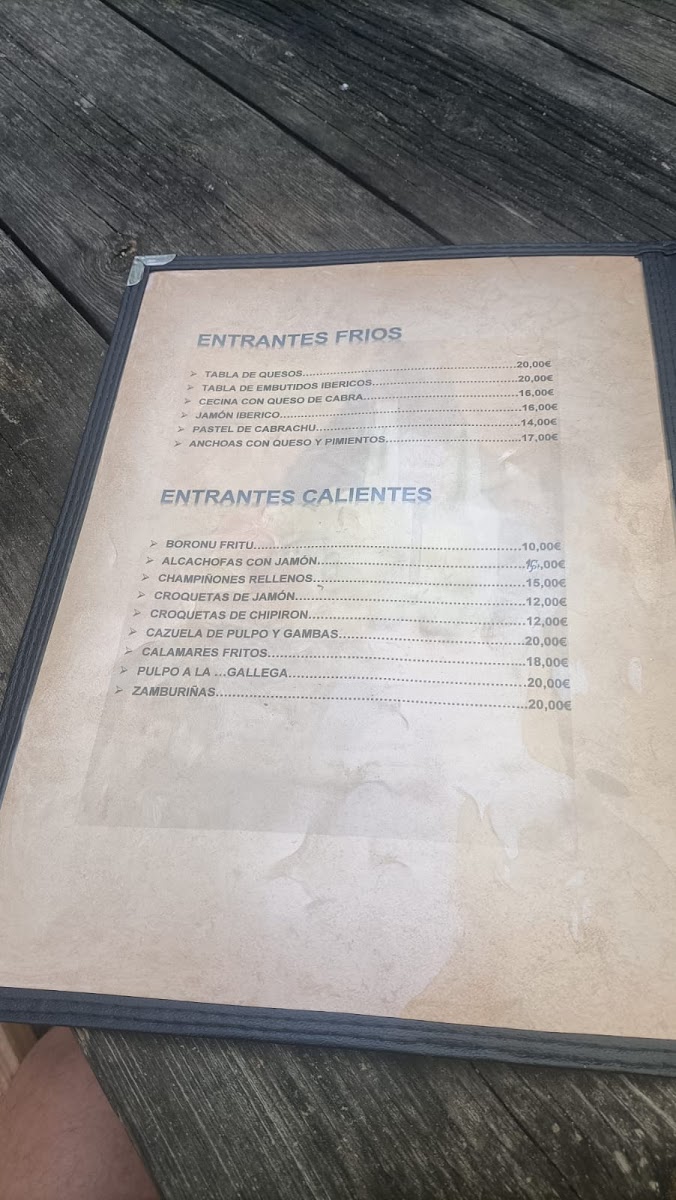 ENTRANTES FRIOS
TABLA DE QUESOS 20,00€
TABLA DE EMBUTIDOS IBERICOS 20,00€
CECINA CON QUESO DE CABRA 16,00€
JAMÓN IBERICO 16,00€
PASTEL DE CABRACHU 14,00€
ANCHOAS CON QUESO Y PIMIENTOS 17,00€
ENTRANTES CALIENTES
BORONU FRITU 10,00€
ALCACHOFAS CON JAMÓN
CHAMPIÑONES RELLENOS 15,00€
CROQUETAS DE JAMÓN 12,00€
CROQUETAS DE CHIPIRON 12,00€
CAZUELA DE PULPO Y GAMBAS 20,00€
CALAMARES FRITOS 18,00€
PULPO A LA ...GALLEGA 20,00€
ZAMBURIÑAS 20,00€